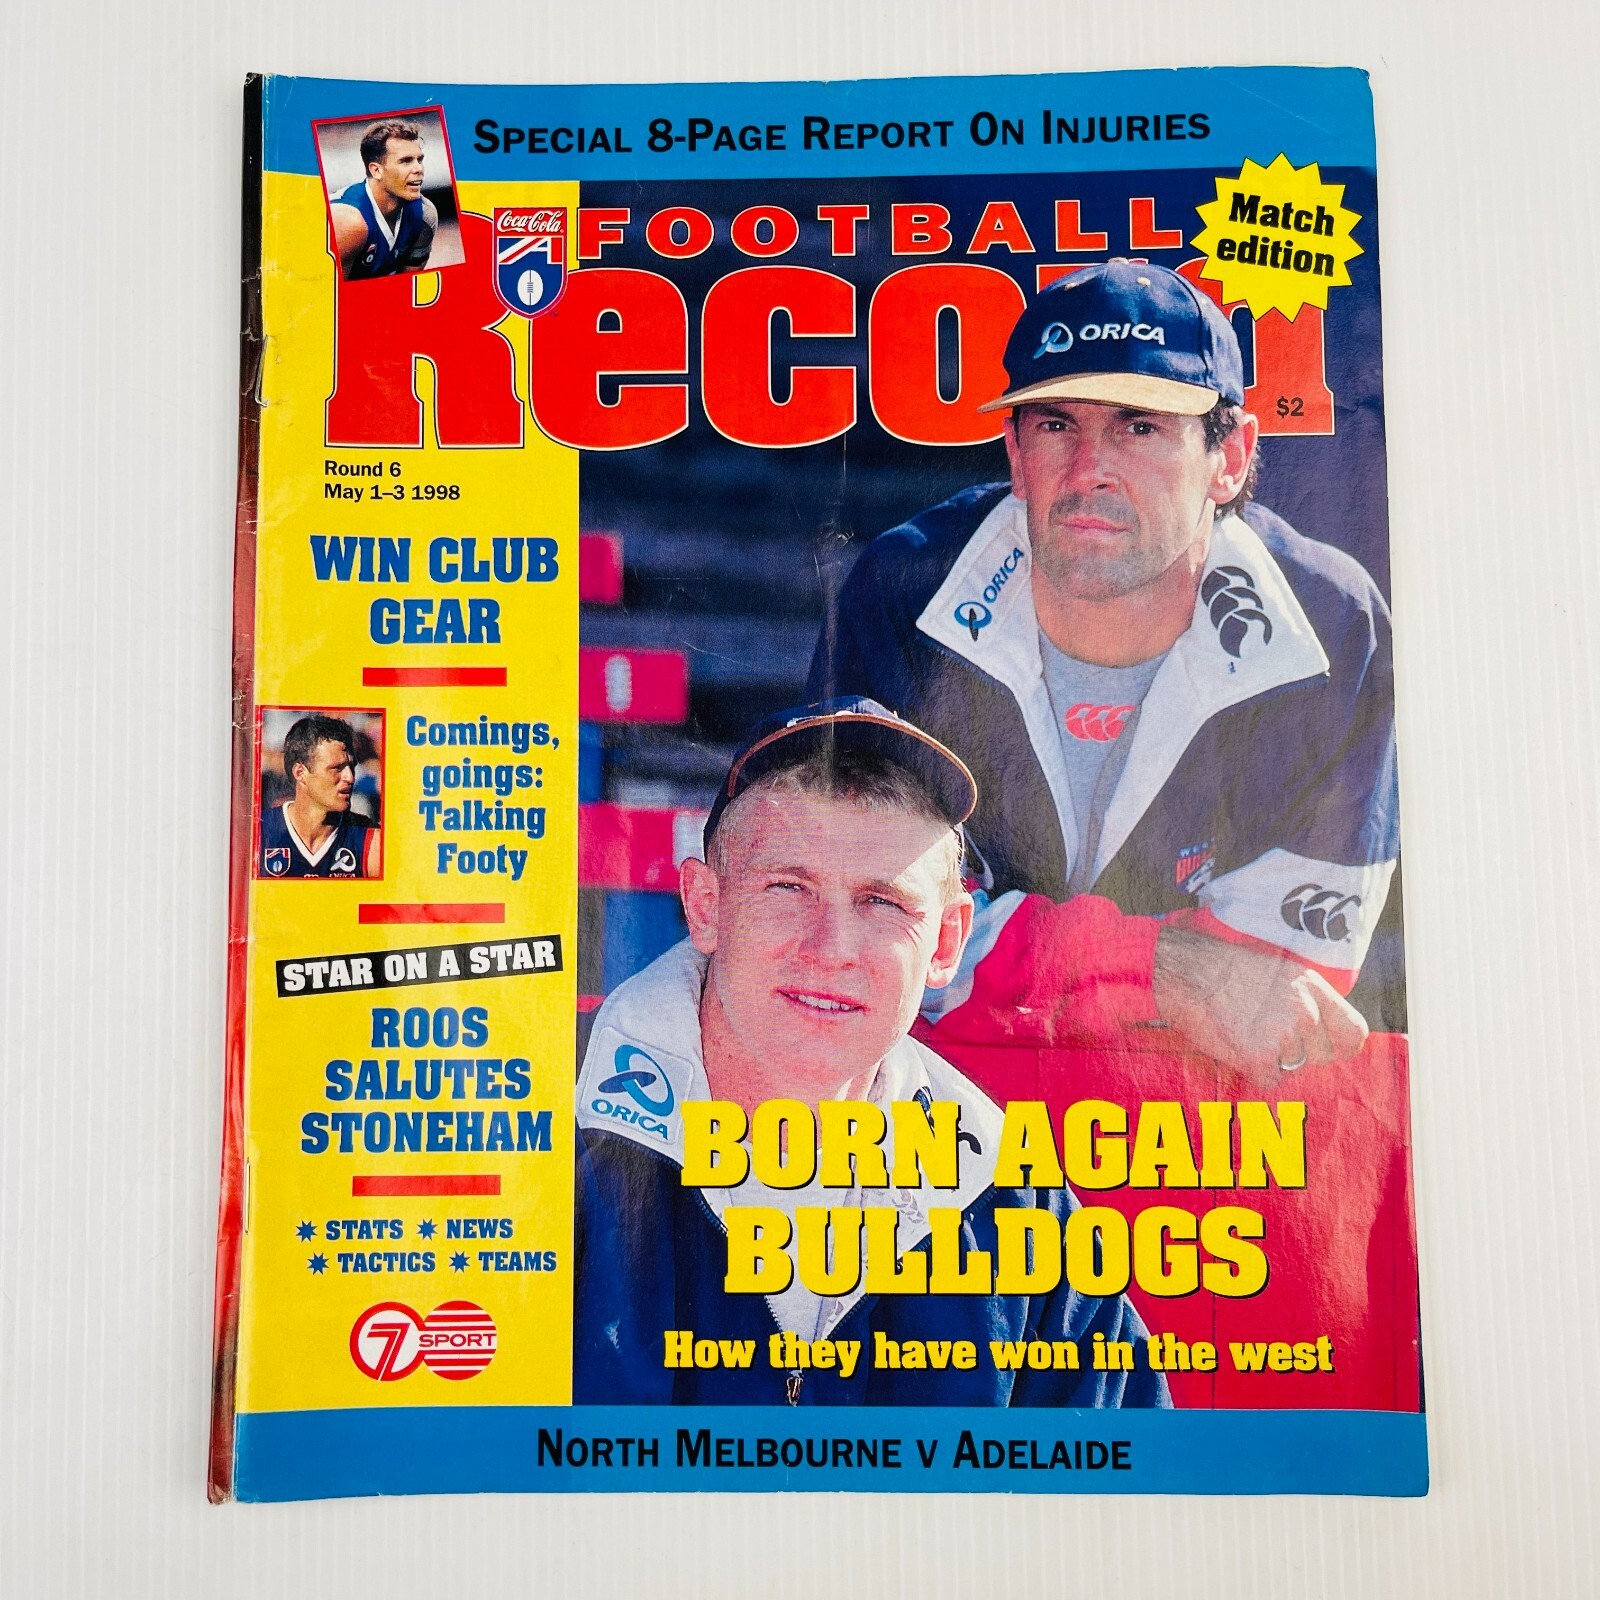 SPECIAL 8-PAGE REPORT ON INJURIES
Coca-Cola
FOOTBALL
Record
Match
edition
$2
Round 6
May 1–3 1998
WIN CLUB
GEAR
Comings,
goings:
Talking
Footy
STAR ON A STAR
ROOS
SALUTES
STONEHAM
STATS NEWS
TACTICS TEAMS
7 SPORT
ORICA
ORICA
ORICA
BORN AGAIN
BULLDOGS
How they have won in the west
NORTH MELBOURNE V ADELAIDE